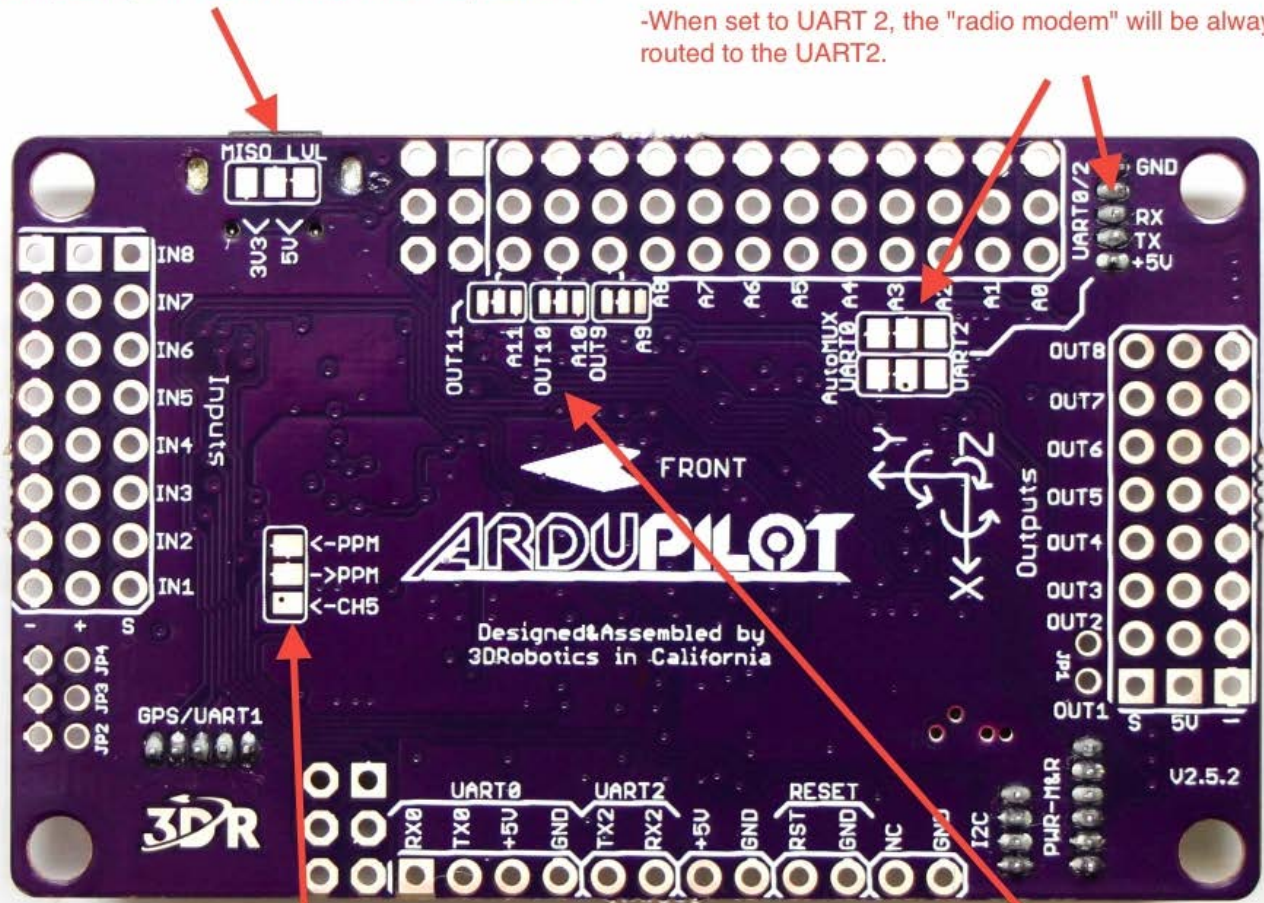 -When set to UART 2, the "radio modem" will be alway
routed to the UART2.
MISO LVL
3V3
5V
UART0/2
GND
RX
TX
+5V
IN8
IN7
IN6
IN5
IN4
IN3
IN2
IN1
Inputs
- + S
OUT11
A11
OUT10
A10
OUT9
A9
A8
A7
A6
A5
A4
A3
A2
A1
A0
AutoMUX
UART0
UART2
Y
Z
X
FRONT
<-PPM
->PPM
<-CH5
ARDUPILOT
Designed&Assembled by
3DRobotics in California
Outputs
OUT8
OUT7
OUT6
OUT5
OUT4
OUT3
OUT2
OUT1
JP1
S 5V -
JP4
JP3
JP2
GPS/UART1
3DR
UART0
UART2
RESET
RX0
TX0
+5V
GND
TX2
RX2
+5V
GND
RST
GND
NC
GND
I2C
PWR-M&R
V2.5.2